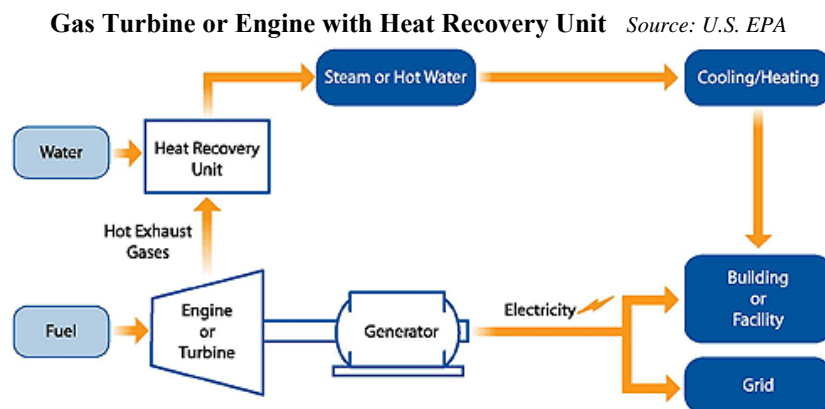 Gas Turbine or Engine with Heat Recovery Unit Source: U.S. EPA
Steam or Hot Water
Cooling/Heating
Water
Heat Recovery
Unit
Hot Exhaust
Gases
Building
or
Facility
Electricity
Fuel
Engine
or
Turbine
Generator
Grid